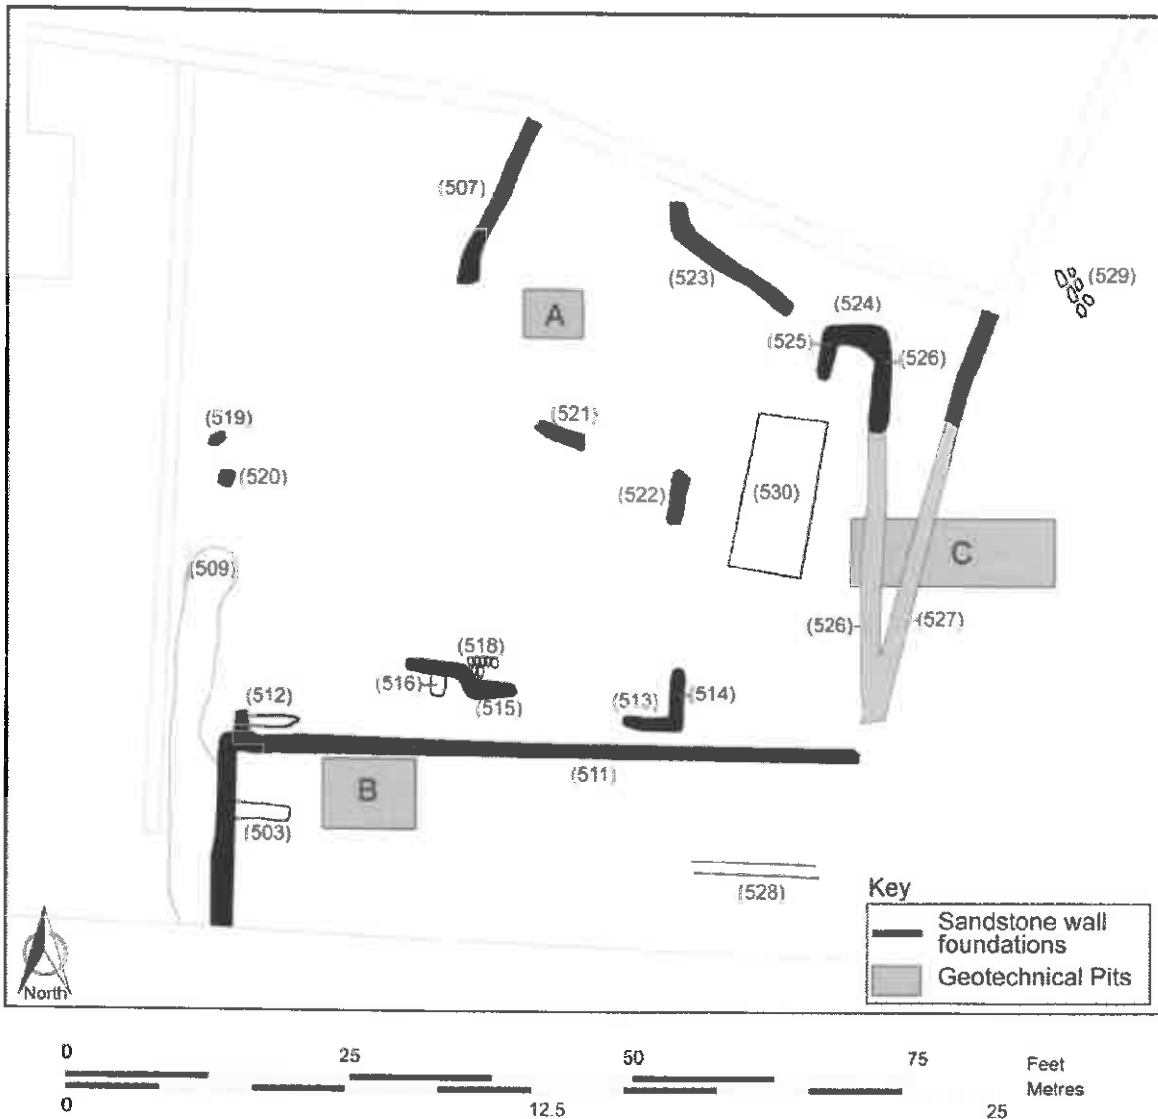 (507)
(529)
(523)
A
(524)
(525)
(526)
(519)
(521)
(520)
(522)
(530)
C
(509)
(526)
(527)
(518)
(516)
(515)
(512)
(513)
(514)
(511)
B
(503)
(528)
Key
Sandstone wall
foundations
Geotechnical Pits
North
0 25 50 75 Feet
Metres
0 12.5 25